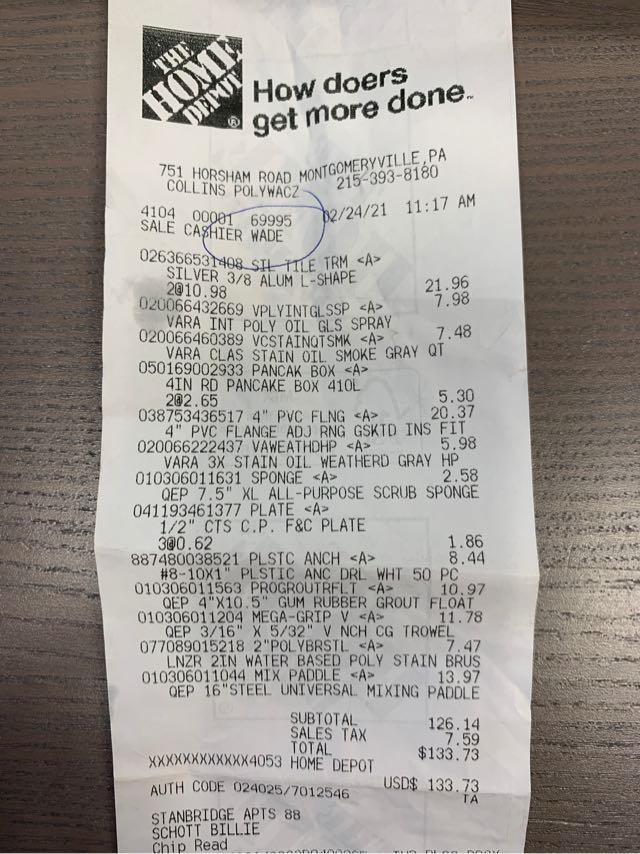 THE
HOME
DEPOT
®
How doers
get more done™
751 HORSHAM ROAD MONTGOMERYVILLE,PA
COLLINS POLYWACZ 215-393-8180
4104 00001 69995 02/24/21 11:17 AM
SALE CASHIER WADE
026366531408 SIL TILE TRM <A>
SILVER 3/8 ALUM L-SHAPE
2@10.98 21.96
020066432669 VPLYINTGLSSP <A> 7.98
VARA INT POLY OIL GLS SPRAY
020066460389 VCSTAINQTSMK <A> 7.48
VARA CLAS STAIN OIL SMOKE GRAY QT
050169002933 PANCAK BOX <A>
4IN RD PANCAKE BOX 410L
2@2.65 5.30
038753436517 4" PVC FLNG <A> 20.37
4" PVC FLANGE ADJ RNG GSKTD INS FIT
020066222437 VAWEATHDHP <A> 5.98
VARA 3X STAIN OIL WEATHERD GRAY HP
010306011631 SPONGE <A> 2.58
QEP 7.5" XL ALL-PURPOSE SCRUB SPONGE
041193461377 PLATE <A>
1/2" CTS C.P. F&C PLATE
3@0.62 1.86
887480038521 PLSTC ANCH <A> 8.44
#8-10X1" PLSTIC ANC DRL WHT 50 PC
010306011563 PROGROUTRFLT <A> 10.97
QEP 4"X10.5" GUM RUBBER GROUT FLOAT
010306011204 MEGA-GRIP V <A> 11.78
QEP 3/16" X 5/32" V NCH CG TROWEL
077089015218 2"POLYBRSTL <A> 7.47
LNZR 2IN WATER BASED POLY STAIN BRUS
010306011044 MIX PADDLE <A> 13.97
QEP 16"STEEL UNIVERSAL MIXING PADDLE
SUBTOTAL 126.14
SALES TAX 7.59
TOTAL $133.73
XXXXXXXXXXXX4053 HOME DEPOT
USD$ 133.73
AUTH CODE 024025/7012546 TA
STANBRIDGE APTS 88
SCHOTT BILLIE
Chip Read